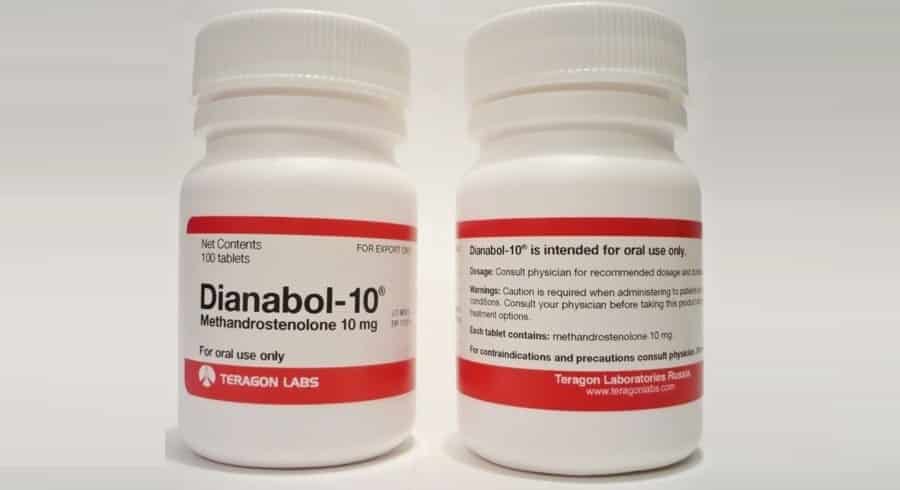 Net Contents
100 tablets
FOR EXPORT
Dianabol-10®
Methandrostenolone 10 mg
For oral use only
TERAGON LABS
Dianabol-10® is intended for oral use only.
Dosage: Consult physician for recommended dosage and
Warnings: Caution is required when administering to
conditions. Consult your physician before taking this product
treatment options.
Each tablet contains: methandrostenolone 10 mg.
For contraindications and precautions consult physician.
Teragon Laboratories Russia
www.teragonlabs.com